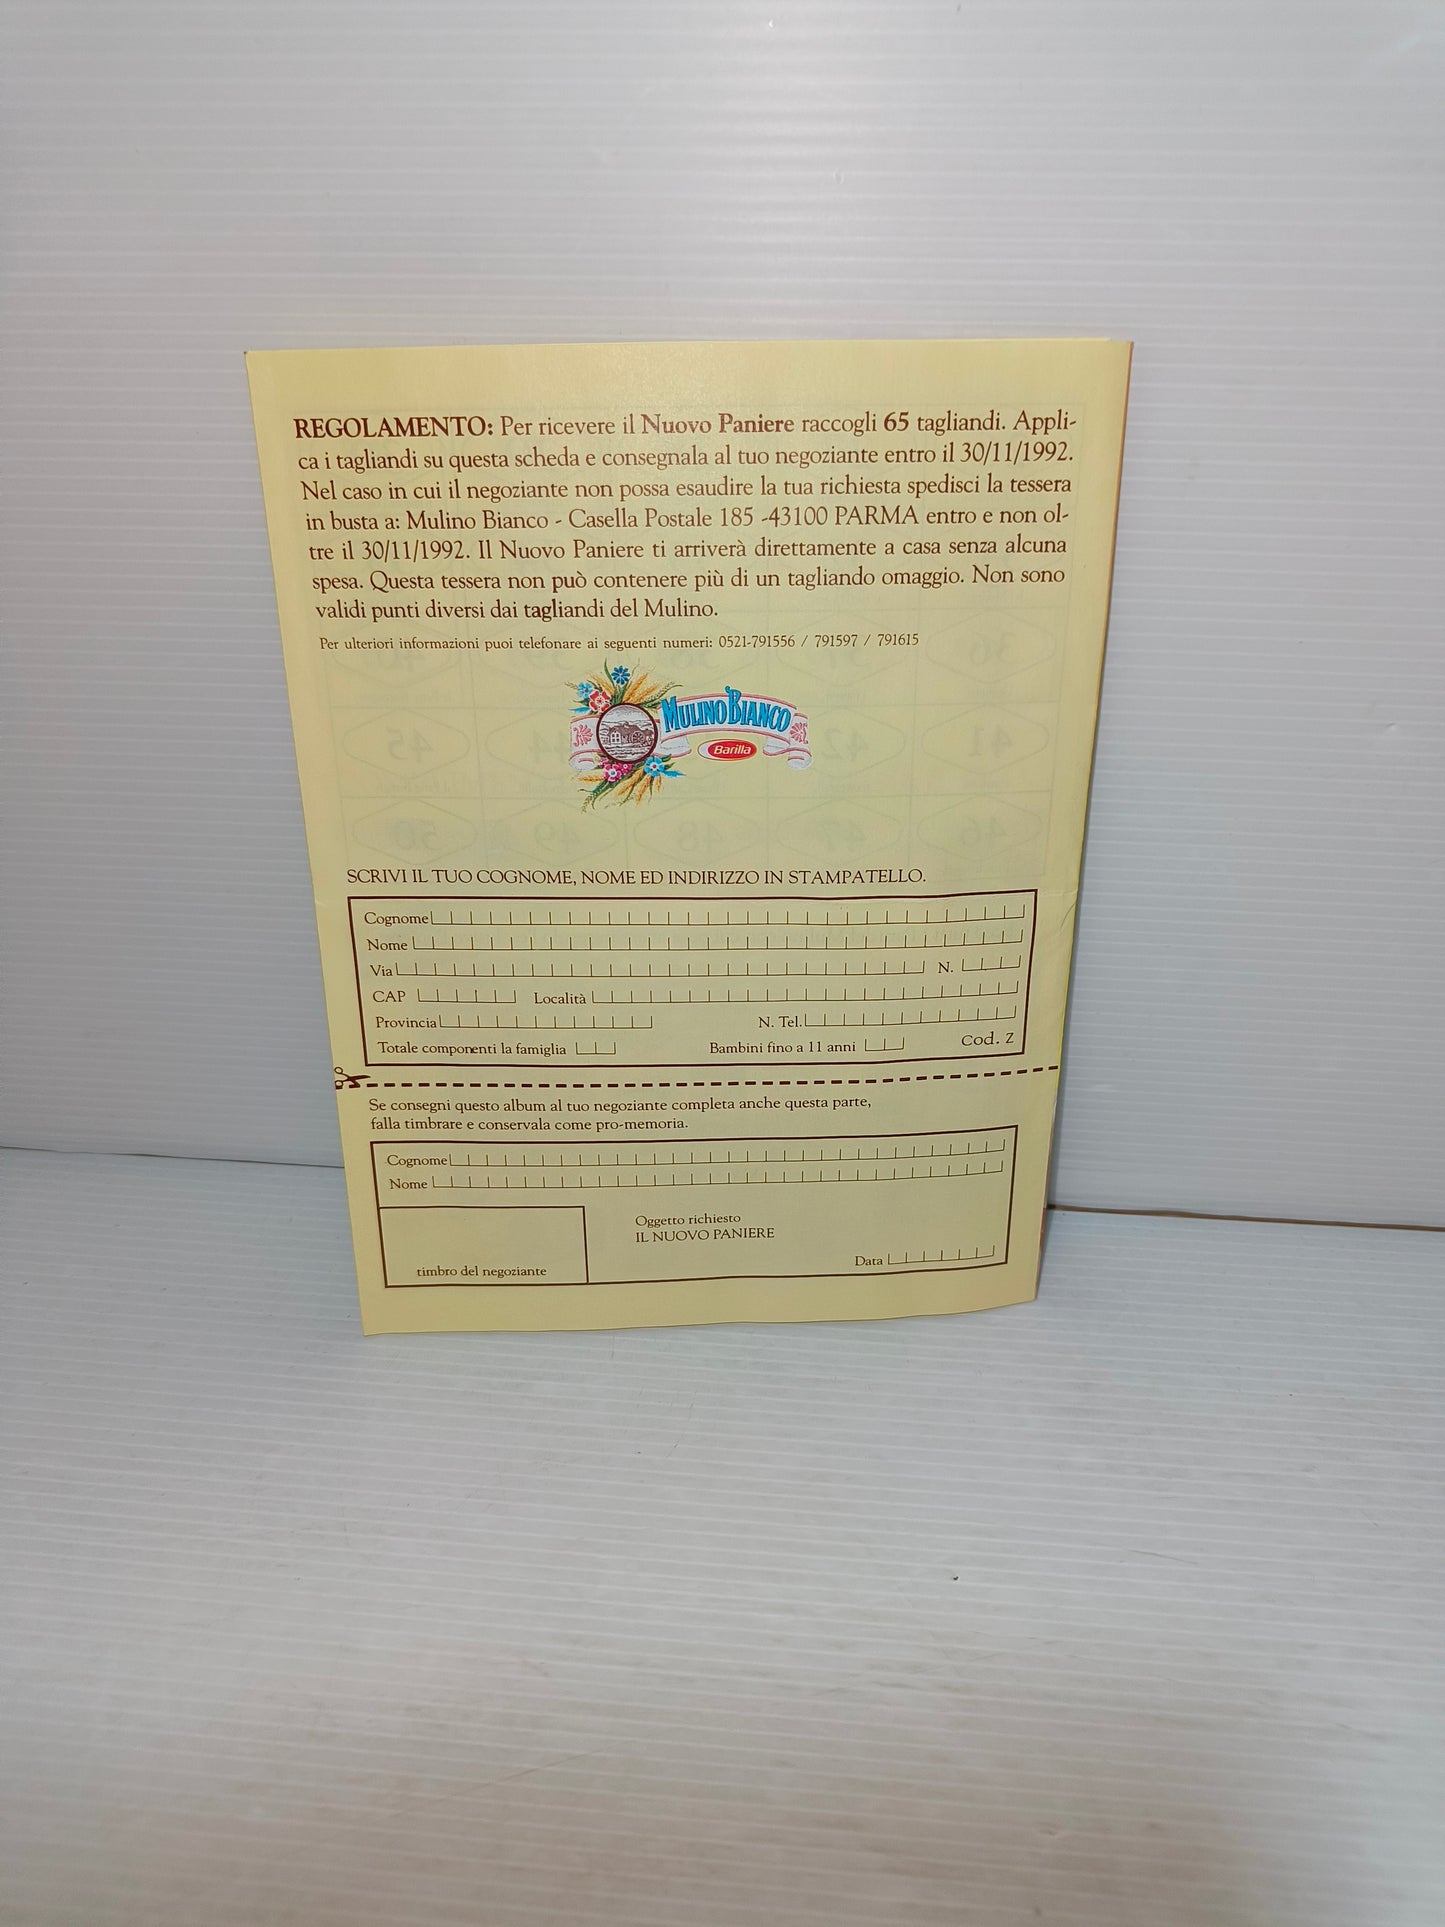 REGOLAMENTO: Per ricevere il Nuovo Paniere raccogli 65 tagliandi. Appli-
ca i tagliandi su questa scheda e consegnala al tuo negoziante entro il 30/11/1992.
Nel caso in cui il negoziante non possa esaudire la tua richiesta spedisci la tessera
in busta a: Mulino Bianco - Casella Postale 185 -43100 PARMA entro e non ol-
tre il 30/11/1992. Il Nuovo Paniere ti arriverà direttamente a casa senza alcuna
spesa. Questa tessera non può contenere più di un tagliando omaggio. Non sono
validi punti diversi dai tagliandi del Mulino.
Per ulteriori informazioni puoi telefonare ai seguenti numeri: 0521-791556 / 791597 / 791615
MULINO BIANCO
Barilla
SCRIVI IL TUO COGNOME, NOME ED INDIRIZZO IN STAMPATELLO.
Cognome
Nome
Via N.
CAP Località
Provincia N. Tel.
Totale componenti la famiglia Bambini fino a 11 anni Cod. Z
Se consegni questo album al tuo negoziante completa anche questa parte,
falla timbrare e conservala come pro-memoria.
Cognome
Nome
Oggetto richiesto
IL NUOVO PANIERE
Data
timbro del negoziante